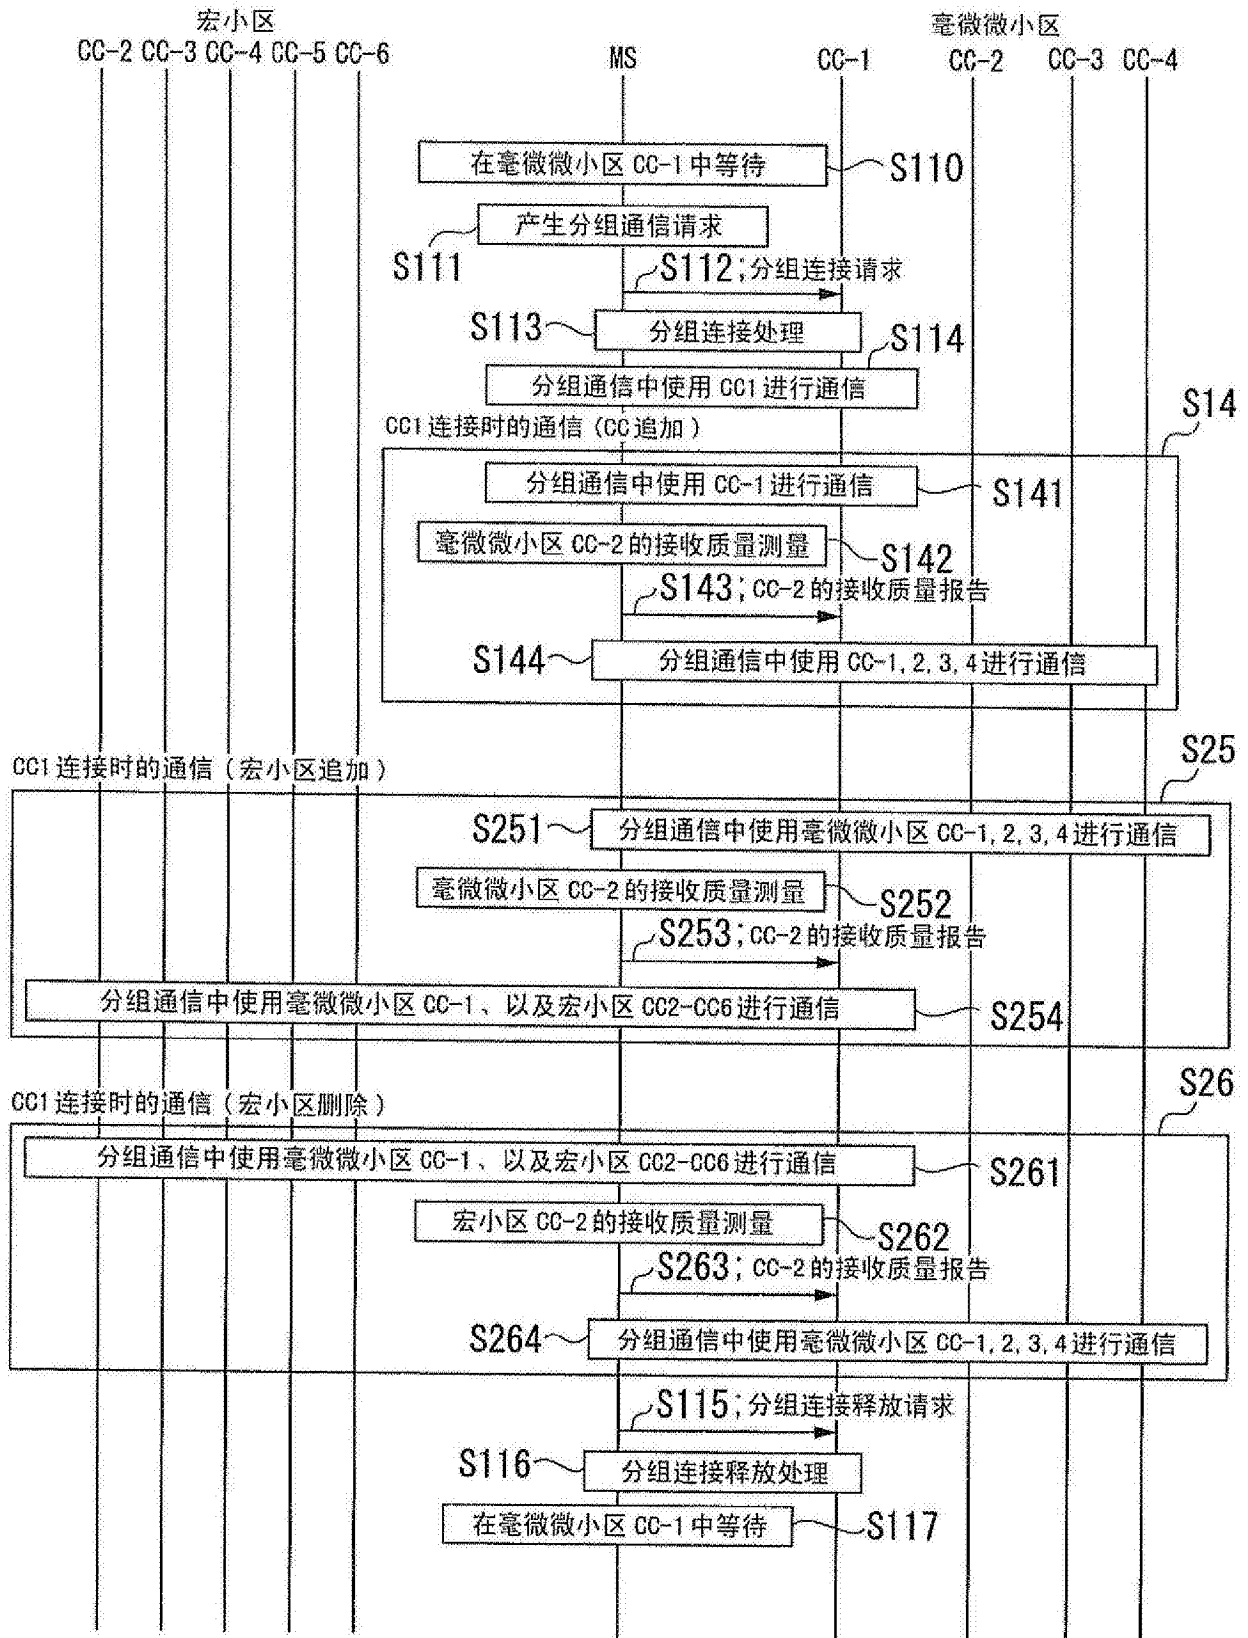 宏小区
毫微微小区
CC-2 CC-3 CC-4 CC-5 CC-6 MS CC-1 CC-2 CC-3 CC-4
在毫微微小区 CC-1 中等待 S110
产生分组通信请求
S111
S112;分组连接请求
S113 分组连接处理
S114
分组通信中使用 CC1 进行通信
CC1 连接时的通信 (CC 追加) S14
分组通信中使用 CC-1 进行通信 S141
毫微微小区 CC-2 的接收质量测量 S142
S143;CC-2 的接收质量报告
S144 分组通信中使用 CC-1, 2, 3, 4 进行通信
S25
CC1 连接时的通信 (宏小区追加)
S251 分组通信中使用毫微微小区 CC-1, 2, 3, 4 进行通信
毫微微小区 CC-2 的接收质量测量 S252
S253;CC-2 的接收质量报告
分组通信中使用毫微微小区 CC-1、以及宏小区 CC2-CC6 进行通信 S254
S26
CC1 连接时的通信 (宏小区删除)
分组通信中使用毫微微小区 CC-1、以及宏小区 CC2-CC6 进行通信 S261
宏小区 CC-2 的接收质量测量 S262
S263;CC-2 的接收质量报告
S264 分组通信中使用毫微微小区 CC-1, 2, 3, 4 进行通信
S115;分组连接释放请求
S116 分组连接释放处理
在毫微微小区 CC-1 中等待 S117